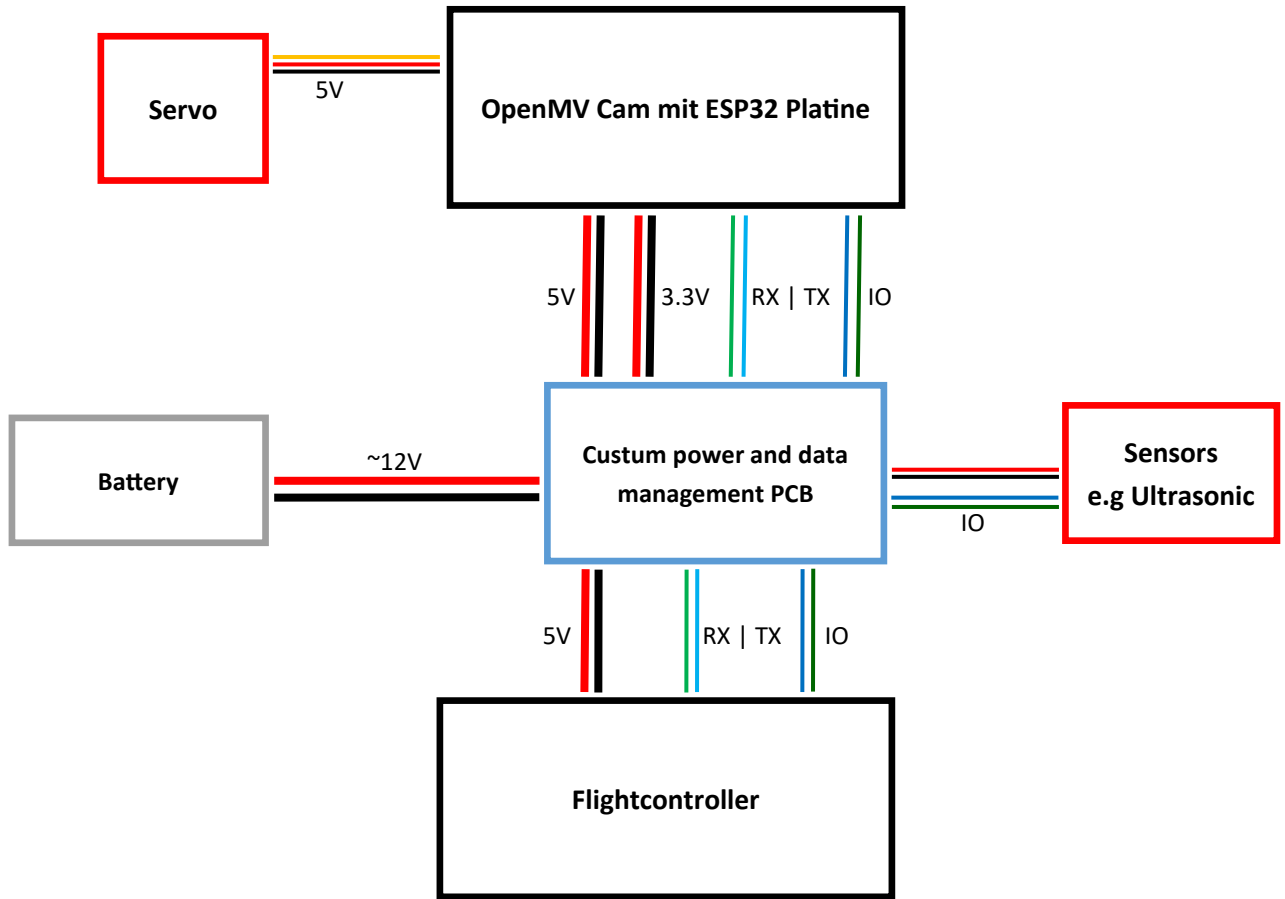 Servo
5V
OpenMV Cam mit ESP32 Platine
5V
3.3V
RX | TX
IO
Battery
~12V
Custum power and data
management PCB
Sensors
e.g Ultrasonic
IO
5V
RX | TX
IO
Flightcontroller